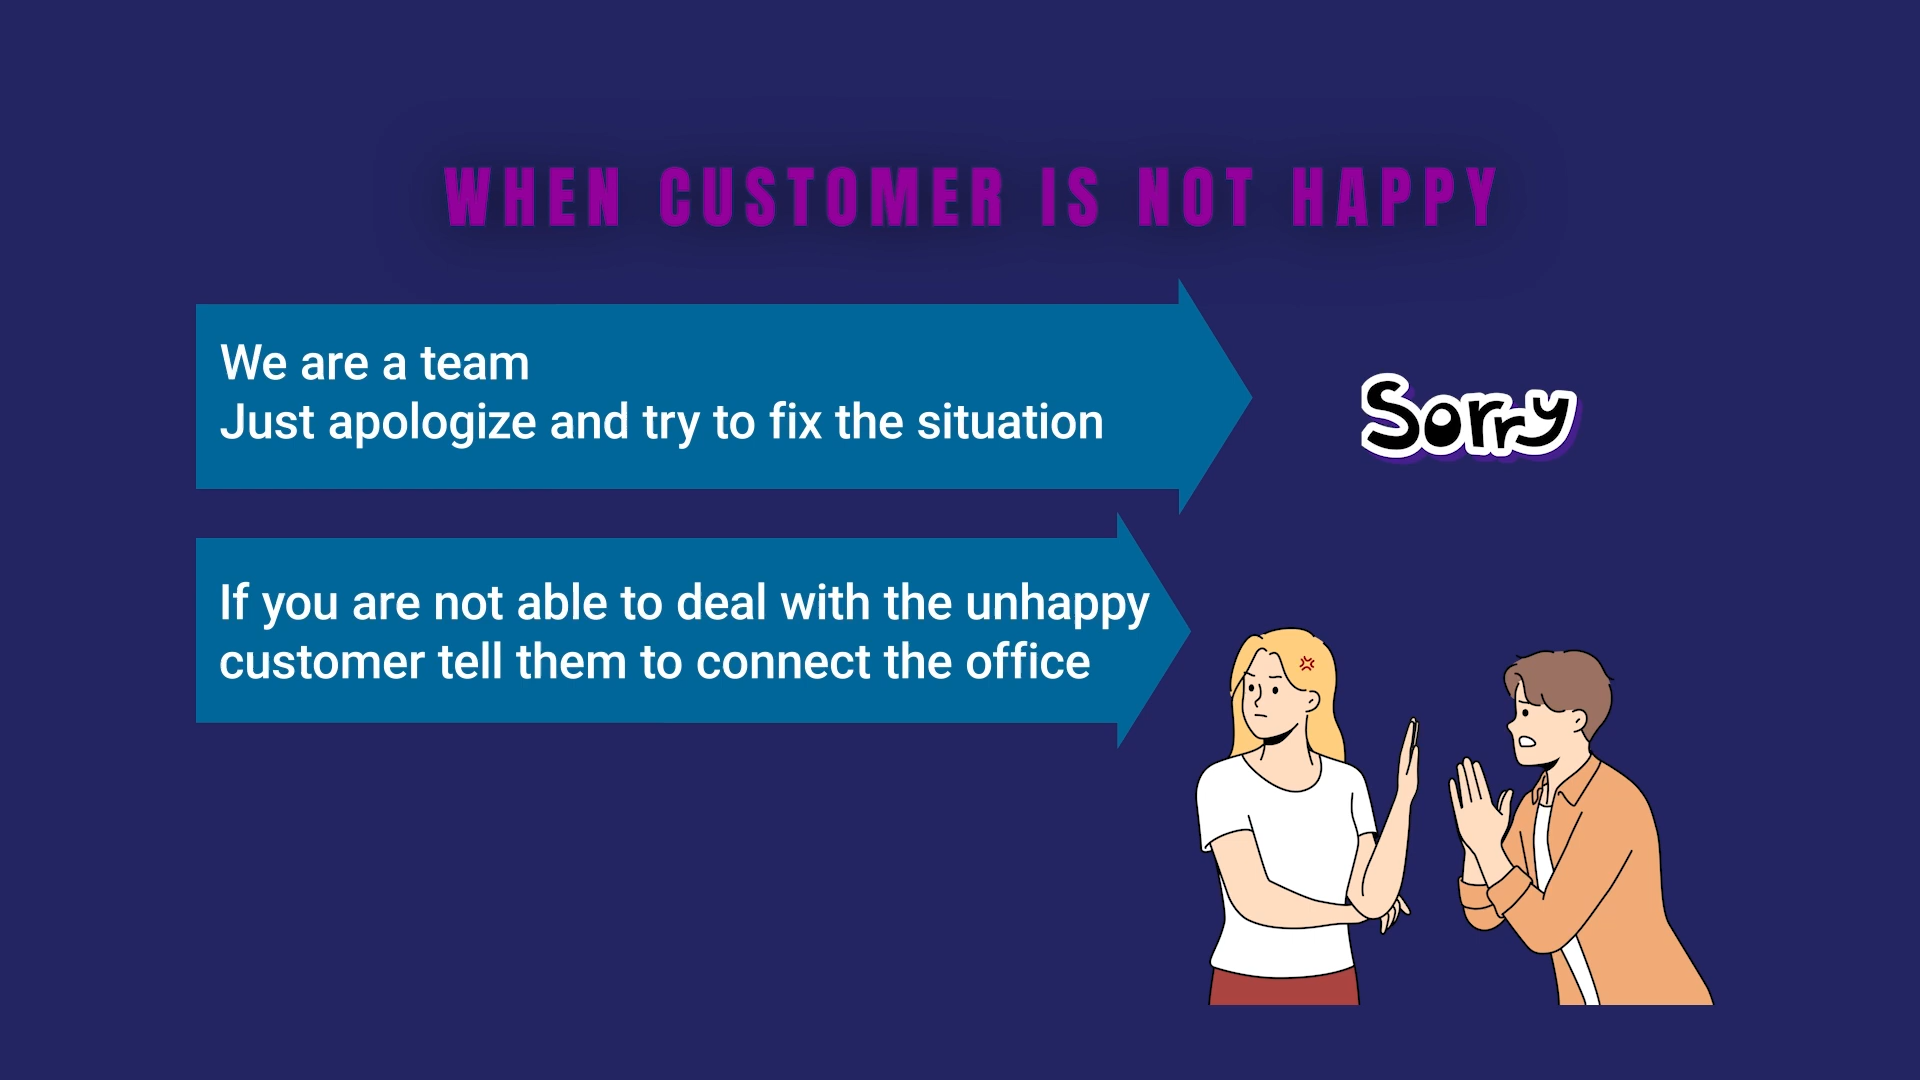 WHEN CUSTOMER IS NOT HAPPY
We are a team
Just apologize and try to fix the situation
Sorry
If you are not able to deal with the unhappy
customer tell them to connect the office